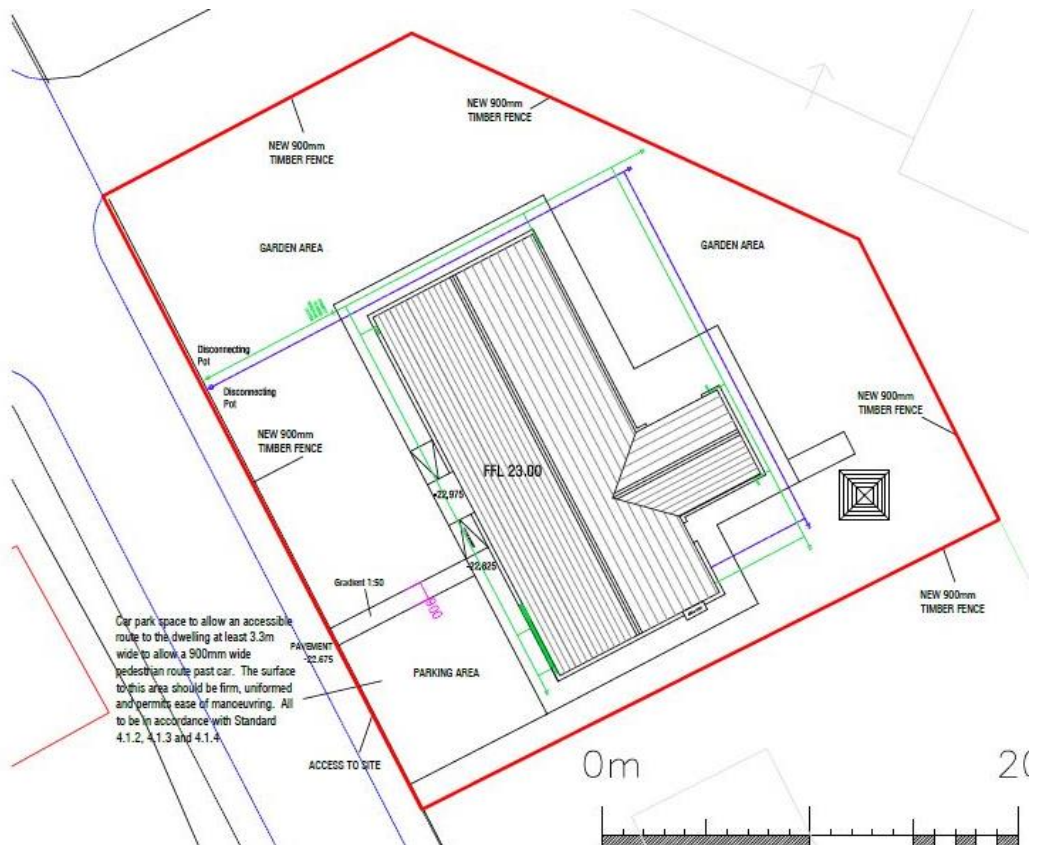 NEW 900mm
TIMBER FENCE
NEW 900mm
TIMBER FENCE
GARDEN AREA
GARDEN AREA
Disconnecting
Pot
Disconnecting
Pot
NEW 900mm
TIMBER FENCE
NEW 900mm
TIMBER FENCE
FFL 23.00
22.975
22.625
Gradient 1:50
900
NEW 900mm
TIMBER FENCE
Car park space to allow an accessible
route to the dwelling at least 3.3m
wide to allow a 900mm wide
pedestrian route past car. The surface
to this area should be firm, uniformed
and permits ease of manoeuvring. All
to be in accordance with Standard
4.1.2, 4.1.3 and 4.1.4
PAVEMENT
22.675
PARKING AREA
ACCESS TO SITE
0m
20